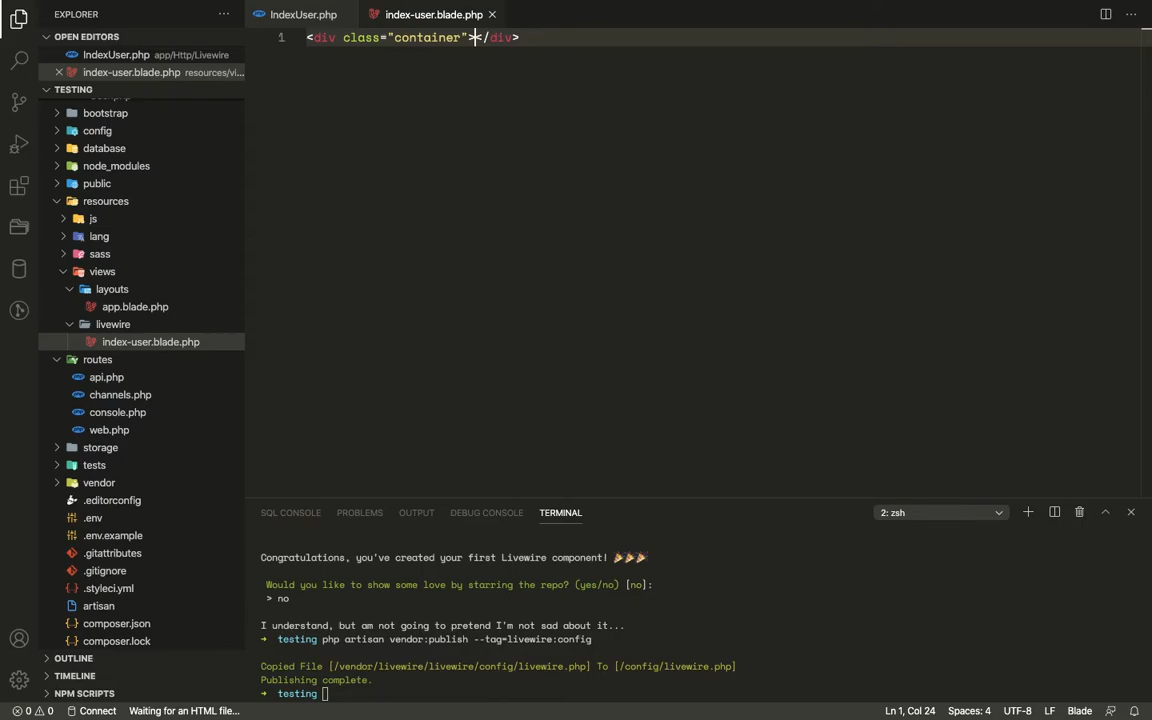 EXPLORER
OPEN EDITORS
IndexUser.php app/Http/Livewire
index-user.blade.php resources/vi...
TESTING
bootstrap
config
database
node_modules
public
resources
js
lang
sass
views
layouts
app.blade.php
livewire
index-user.blade.php
routes
api.php
channels.php
console.php
web.php
storage
tests
vendor
.editorconfig
.env
.env.example
.gitattributes
.gitignore
.styleci.yml
artisan
composer.json
composer.lock
OUTLINE
TIMELINE
NPM SCRIPTS
IndexUser.php
index-user.blade.php
1 <div class="container"></div>
SQL CONSOLE PROBLEMS OUTPUT DEBUG CONSOLE TERMINAL
2: zsh
Congratulations, you've created your first Livewire component! 🎉🎉🎉
Would you like to show some love by starring the repo? (yes/no) [no]:
> no
I understand, but am not going to pretend I'm not sad about it...
➜ testing php artisan vendor:publish --tag=livewire:config
Copied File [/vendor/livewire/livewire/config/livewire.php] To [/config/livewire.php]
Publishing complete.
➜ testing
0 0 Connect Waiting for an HTML file... Ln 1, Col 24 Spaces: 4 UTF-8 LF Blade